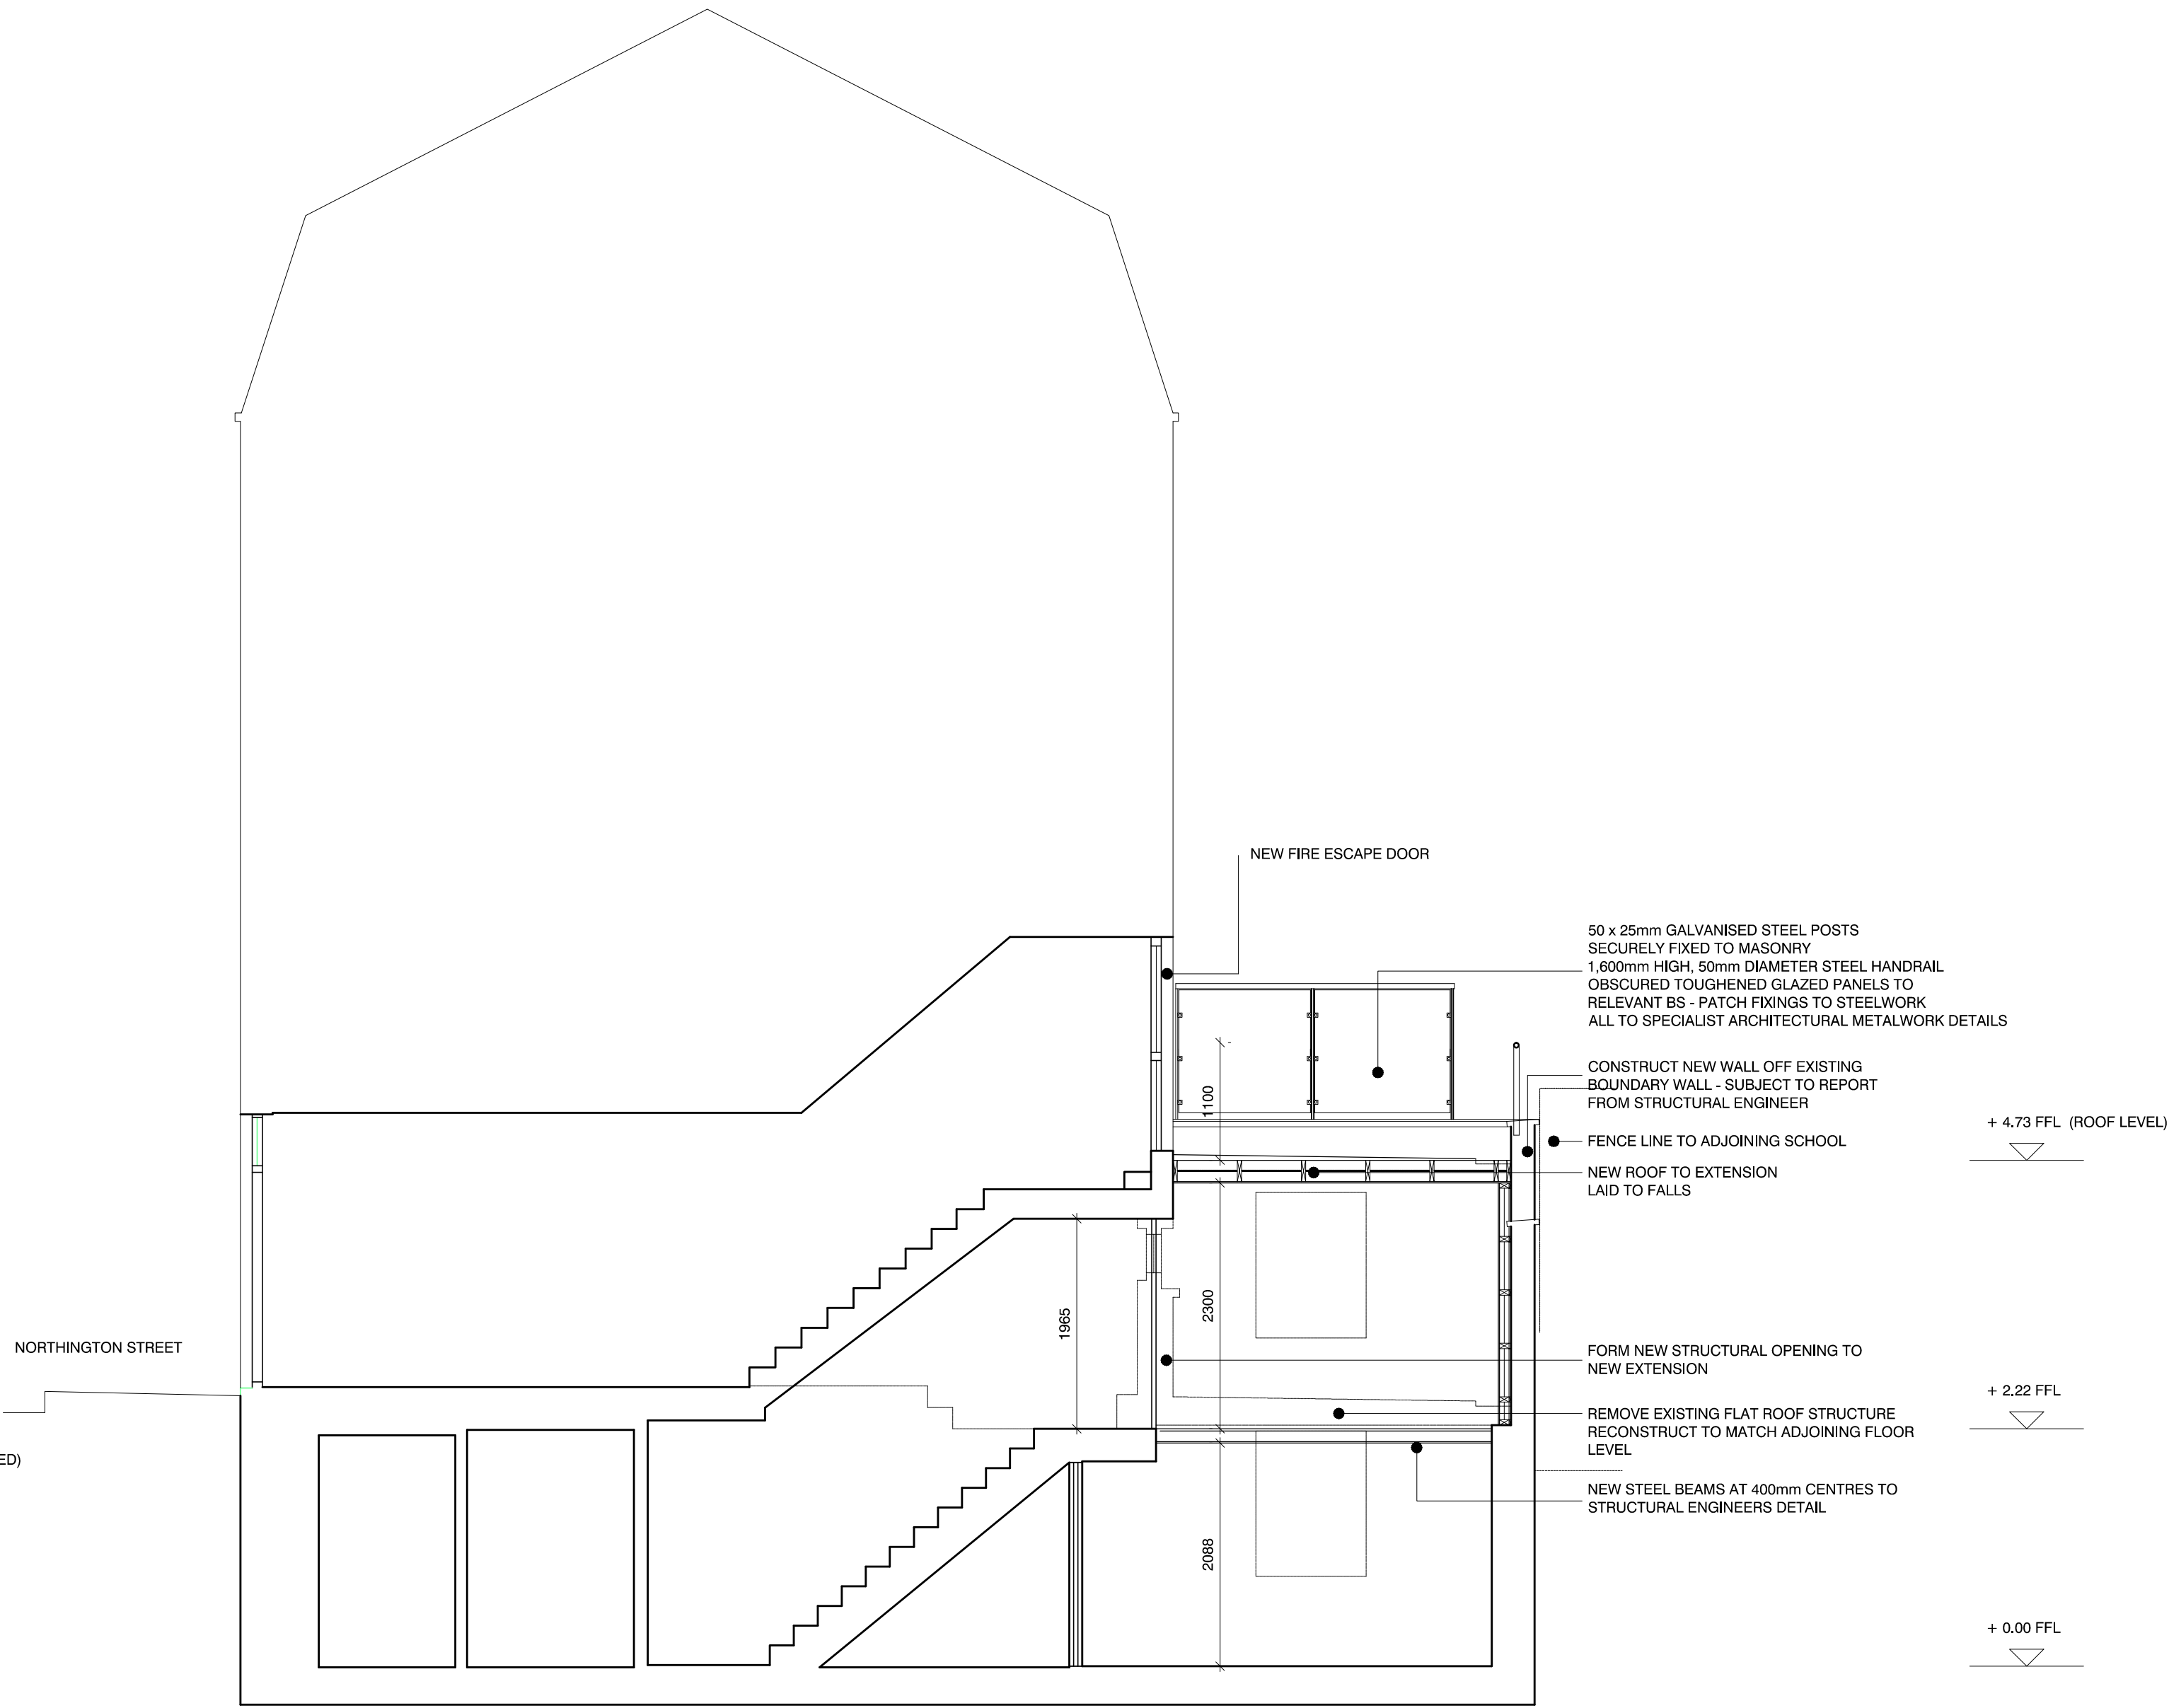 NEW FIRE ESCAPE DOOR
50 x 25mm GALVANISED STEEL POSTS
SECURELY FIXED TO MASONRY
1,600mm HIGH, 50mm DIAMETER STEEL HANDRAIL
OBSCURED TOUGHENED GLAZED PANELS TO
RELEVANT BS - PATCH FIXINGS TO STEELWORK
ALL TO SPECIALIST ARCHITECTURAL METALWORK DETAILS
CONSTRUCT NEW WALL OFF EXISTING
BOUNDARY WALL - SUBJECT TO REPORT
FROM STRUCTURAL ENGINEER
1100
+ 4.73 FFL (ROOF LEVEL)
FENCE LINE TO ADJOINING SCHOOL
NEW ROOF TO EXTENSION
LAID TO FALLS
1965
2300
NORTHINGTON STREET
FORM NEW STRUCTURAL OPENING TO
NEW EXTENSION
+ 2.22 FFL
REMOVE EXISTING FLAT ROOF STRUCTURE
RECONSTRUCT TO MATCH ADJOINING FLOOR
LEVEL
ED)
NEW STEEL BEAMS AT 400mm CENTRES TO
STRUCTURAL ENGINEERS DETAIL
2088
+ 0.00 FFL